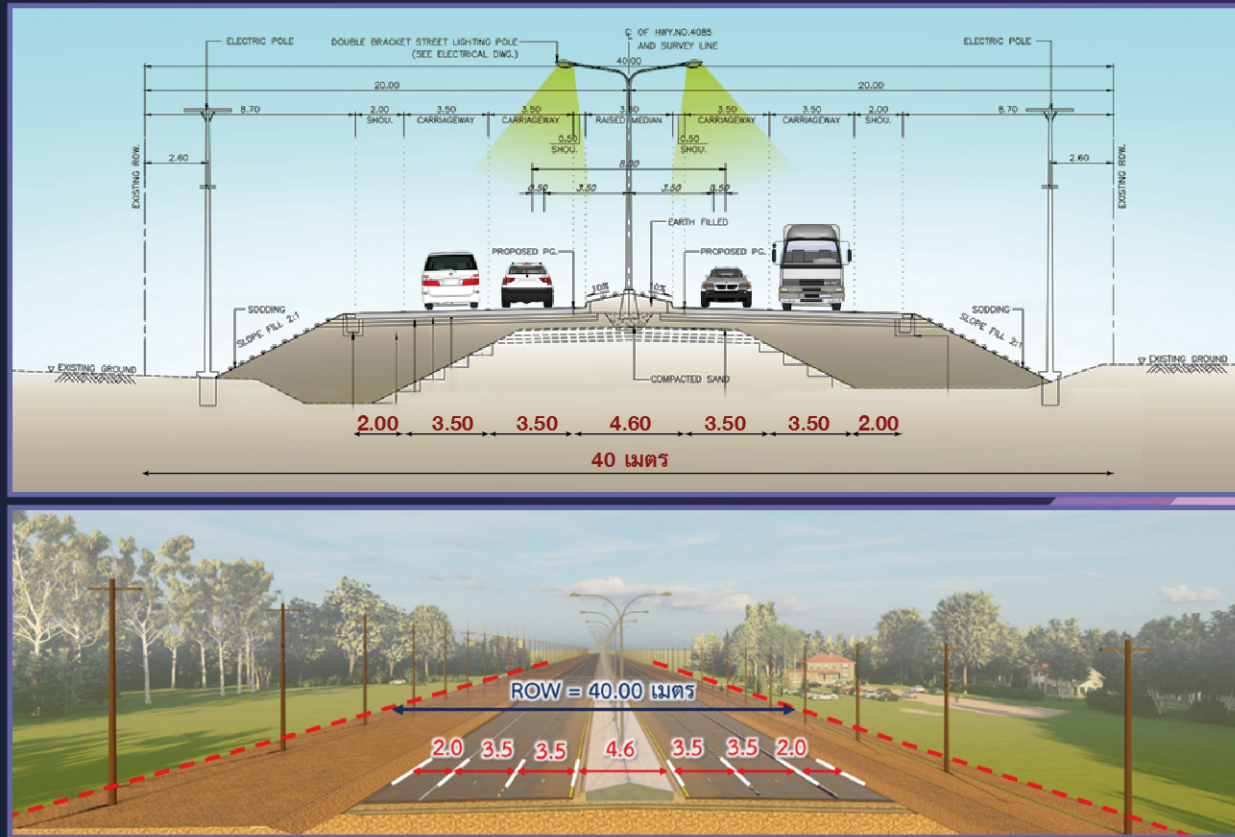 ELECTRIC POLE
DOUBLE BRACKET STREET LIGHTING POLE
(SEE ELECTRICAL DWG.)
℄ OF HWY.NO.4085
AND SURVEY LINE
ELECTRIC POLE
40.00
20.00 20.00
8.70 2.00 3.50 3.50 3.60 3.50 3.50 2.00 8.70
SHOU. CARRIAGEWAY CARRIAGEWAY RAISED MEDIAN CARRIAGEWAY CARRIAGEWAY SHOU.
0.50 0.50
SHOU. SHOU.
2.60 8.00 2.60
EXISTING ROW. EXISTING ROW.
0.50 3.50 3.50 0.50
EARTH FILLED
PROPOSED PG. PROPOSED PG.
10%
SODDING SODDING
SLOPE FILL 2:1 SLOPE FILL 2:1
EXISTING GROUND EXISTING GROUND
COMPACTED SAND
2.00 3.50 3.50 4.60 3.50 3.50 2.00
40 เมตร
ROW = 40.00 เมตร
2.0 3.5 3.5 4.6 3.5 3.5 2.0